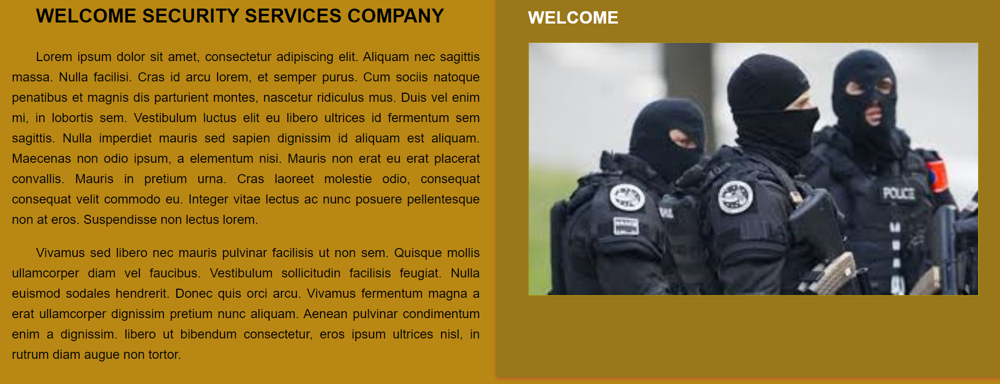 WELCOME SECURITY SERVICES COMPANY
Lorem ipsum dolor sit amet, consectetur adipiscing elit. Aliquam nec sagittis
massa. Nulla facilisi. Cras id arcu lorem, et semper purus. Cum sociis natoque
penatibus et magnis dis parturient montes, nascetur ridiculus mus. Duis vel enim
mi, in lobortis sem. Vestibulum luctus elit eu libero ultrices id fermentum sem
sagittis. Nulla imperdiet mauris sed sapien dignissim id aliquam est aliquam.
Maecenas non odio ipsum, a elementum nisi. Mauris non erat eu erat placerat
convallis. Mauris in pretium urna. Cras laoreet molestie odio, consequat
consequat velit commodo eu. Integer vitae lectus ac nunc posuere pellentesque
non at eros. Suspendisse non lectus lorem.
Vivamus sed libero nec mauris pulvinar facilisis ut non sem. Quisque mollis
ullamcorper diam vel faucibus. Vestibulum sollicitudin facilisis feugiat. Nulla
euismod sodales hendrerit. Donec quis orci arcu. Vivamus fermentum magna a
erat ullamcorper dignissim pretium nunc aliquam. Aenean pulvinar condimentum
enim a dignissim. libero ut bibendum consectetur, eros ipsum ultrices nisl, in
rutrum diam augue non tortor.
WELCOME
POLICE